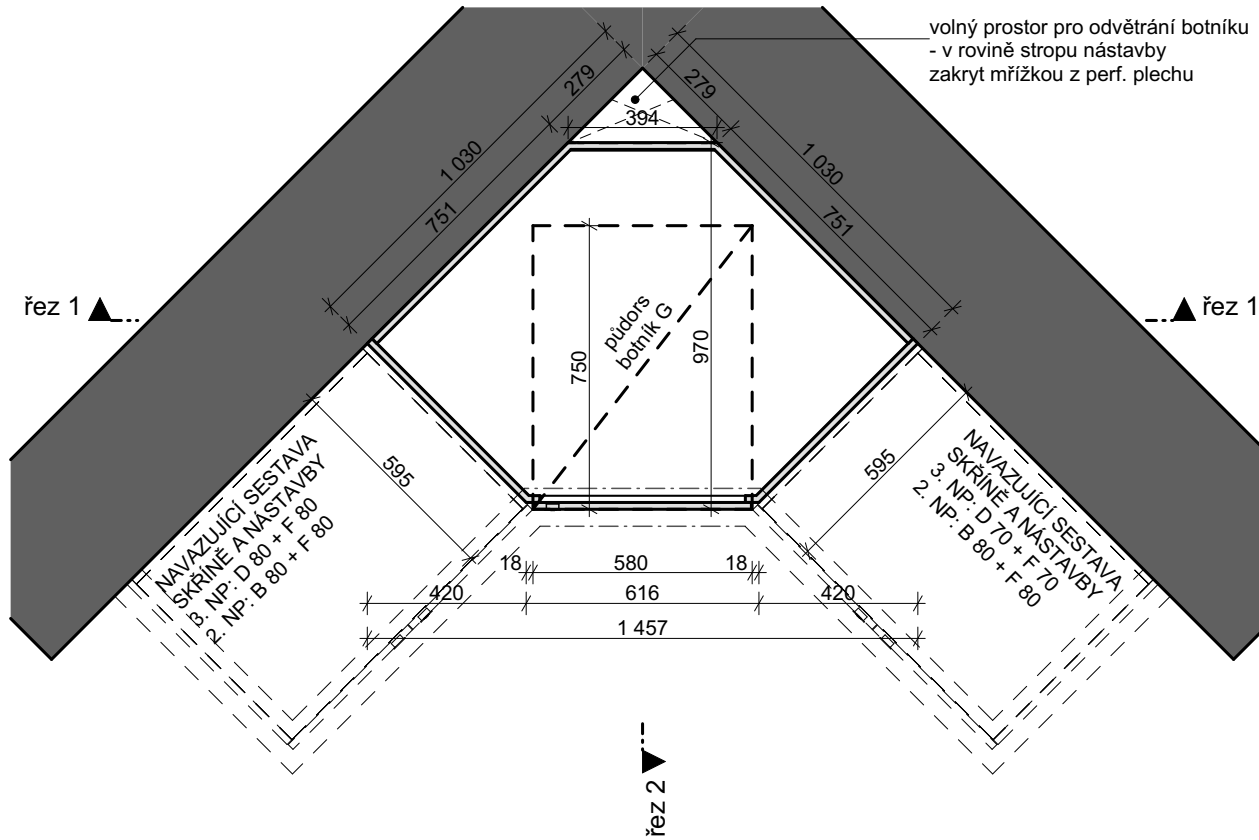 volný prostor pro odvětrání botníku
- v rovině stropu nástavby
zakryt mřížkou z perf. plechu
279
279
394
1 030
1 030
751
751
řez 1
řez 1
půdors
botník G
750
970
595
595
NAVAZUJÍCÍ SESTAVA
SKŘÍNĚ A NÁSTAVBY
3. NP: D 80 + F 80
2. NP: B 80 + F 80
NAVAZUJÍCÍ SESTAVA
SKŘÍNĚ A NÁSTAVBY
3. NP: D 70 + F 70
2. NP: B 80 + F 80
18
580
18
420
616
420
1 457
řez 2